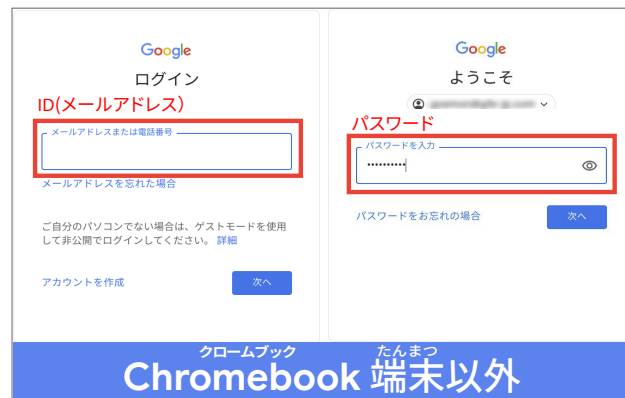 Google
ログイン
ID(メールアドレス）
メールアドレスまたは電話番号
メールアドレスを忘れた場合
ご自分のパソコンでない場合は、ゲストモードを使用
して非公開でログインしてください。 詳細
アカウントを作成
次へ
Google
ようこそ
パスワード
パスワードを入力
••••••••••
パスワードをお忘れの場合
次へ
クロームブック たんまつ
Chromebook 端末以外